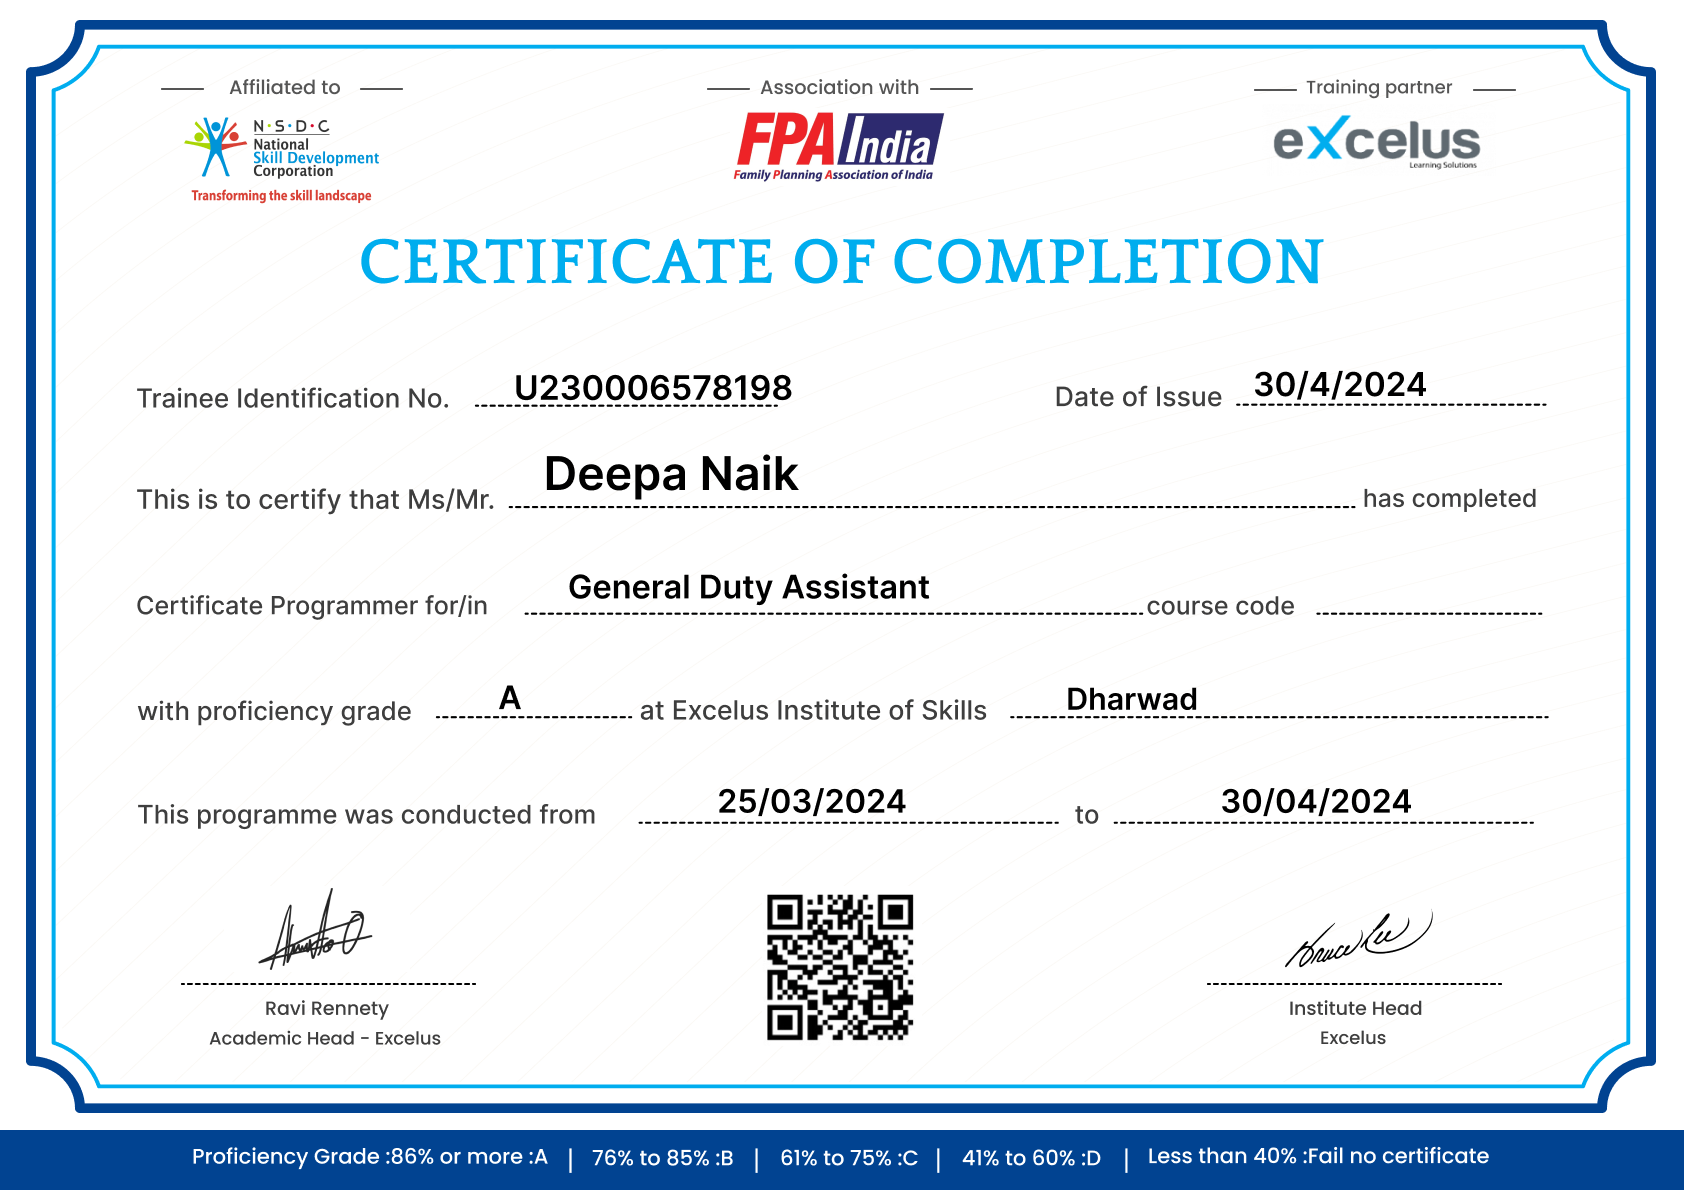 Affiliated to
Association with
Training partner
N·S·D·C
National
Skill Development
Corporation
Transforming the skill landscape
FPA India
Family Planning Association of India
eXcelus
Learning Solutions
CERTIFICATE OF COMPLETION
Trainee Identification No. U230006578198 Date of Issue 30/4/2024
This is to certify that Ms/Mr. Deepa Naik has completed
Certificate Programmer for/in General Duty Assistant course code
with proficiency grade A at Excelus Institute of Skills Dharwad
This programme was conducted from 25/03/2024 to 30/04/2024
Bruce Lee
Ravi Rennety
Academic Head - Excelus
Institute Head
Excelus
Proficiency Grade :86% or more :A | 76% to 85% :B | 61% to 75% :C | 41% to 60% :D | Less than 40% :Fail no certificate